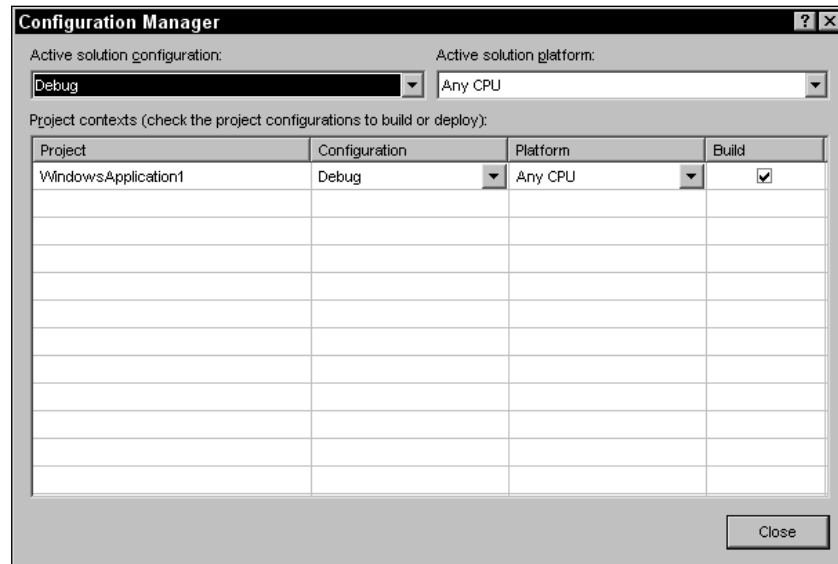 Configuration Manager
Active solution configuration: Active solution platform:
Debug Any CPU
Project contexts (check the project configurations to build or deploy):
Project Configuration Platform Build
WindowsApplication1 Debug Any CPU
Close